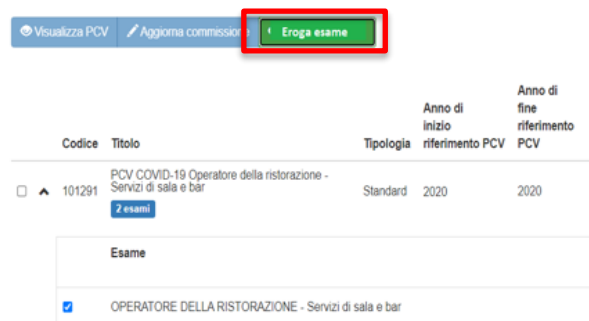 Visualizza PCV Aggiorna commissione Eroga esame
Codice Titolo Tipologia Anno di inizio riferimento PCV Anno di fine riferimento PCV
101291 PCV COVID-19 Operatore della ristorazione - Servizi di sala e bar Standard 2020 2020
2 esami
Esame
OPERATORE DELLA RISTORAZIONE - Servizi di sala e bar